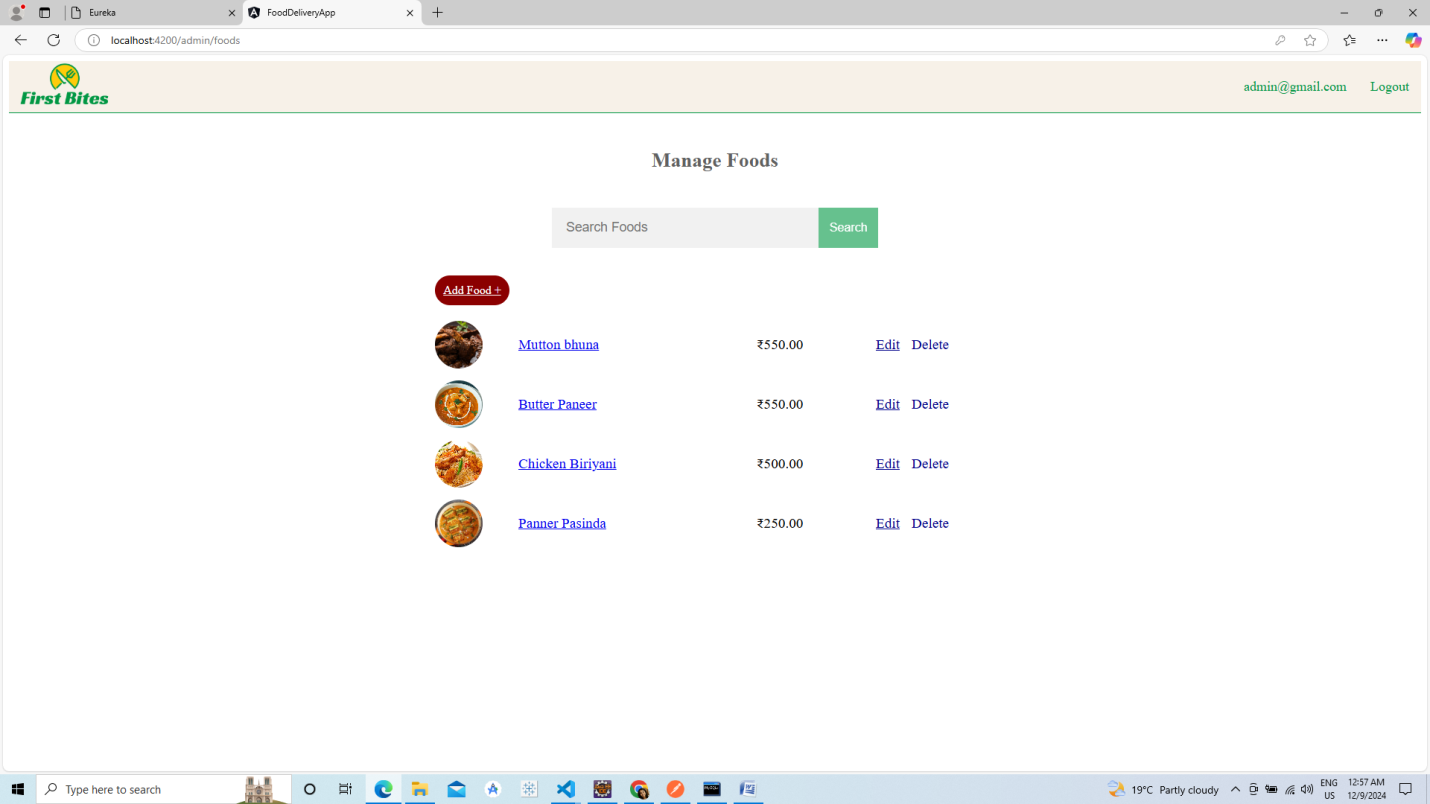 Eureka
FoodDeliveryApp
localhost:4200/admin/foods
First Bites
admin@gmail.com Logout
Manage Foods
Search Foods Search
Add Food +
Mutton bhuna ₹550.00 Edit Delete
Butter Paneer ₹550.00 Edit Delete
Chicken Biriyani ₹500.00 Edit Delete
Panner Pasinda ₹250.00 Edit Delete
Type here to search
19°C Partly cloudy
ENG
US
12:57 AM
12/9/2024